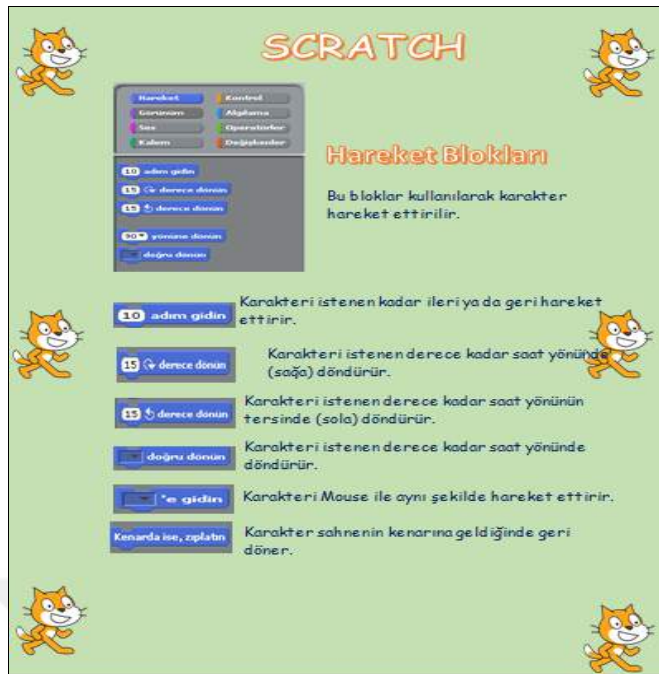 SCRATCH
Hareket Kontrol
Görünüm Algılama
Ses Operatörler
Kalem Değişkenler
10 adım gidin
15 derece dönün
15 derece dönün
90 yönüne dönün
doğru dönün
Hareket Blokları
Bu bloklar kullanılarak karakter
hareket ettirilir.
10 adım gidin
Karakteri istenen kadar ileri ya da geri hareket
ettirir.
15 derece dönün
Karakteri istenen derece kadar saat yönünde
(sağa) döndürür.
15 derece dönün
Karakteri istenen derece kadar saat yönünün
tersinde (sola) döndürür.
doğru dönün
Karakteri istenen derece kadar saat yönünde
döndürür.
'e gidin
Karakteri Mouse ile aynı şekilde hareket ettirir.
Kenarda ise, zıplatın
Karakter sahnenin kenarına geldiğinde geri
döner.